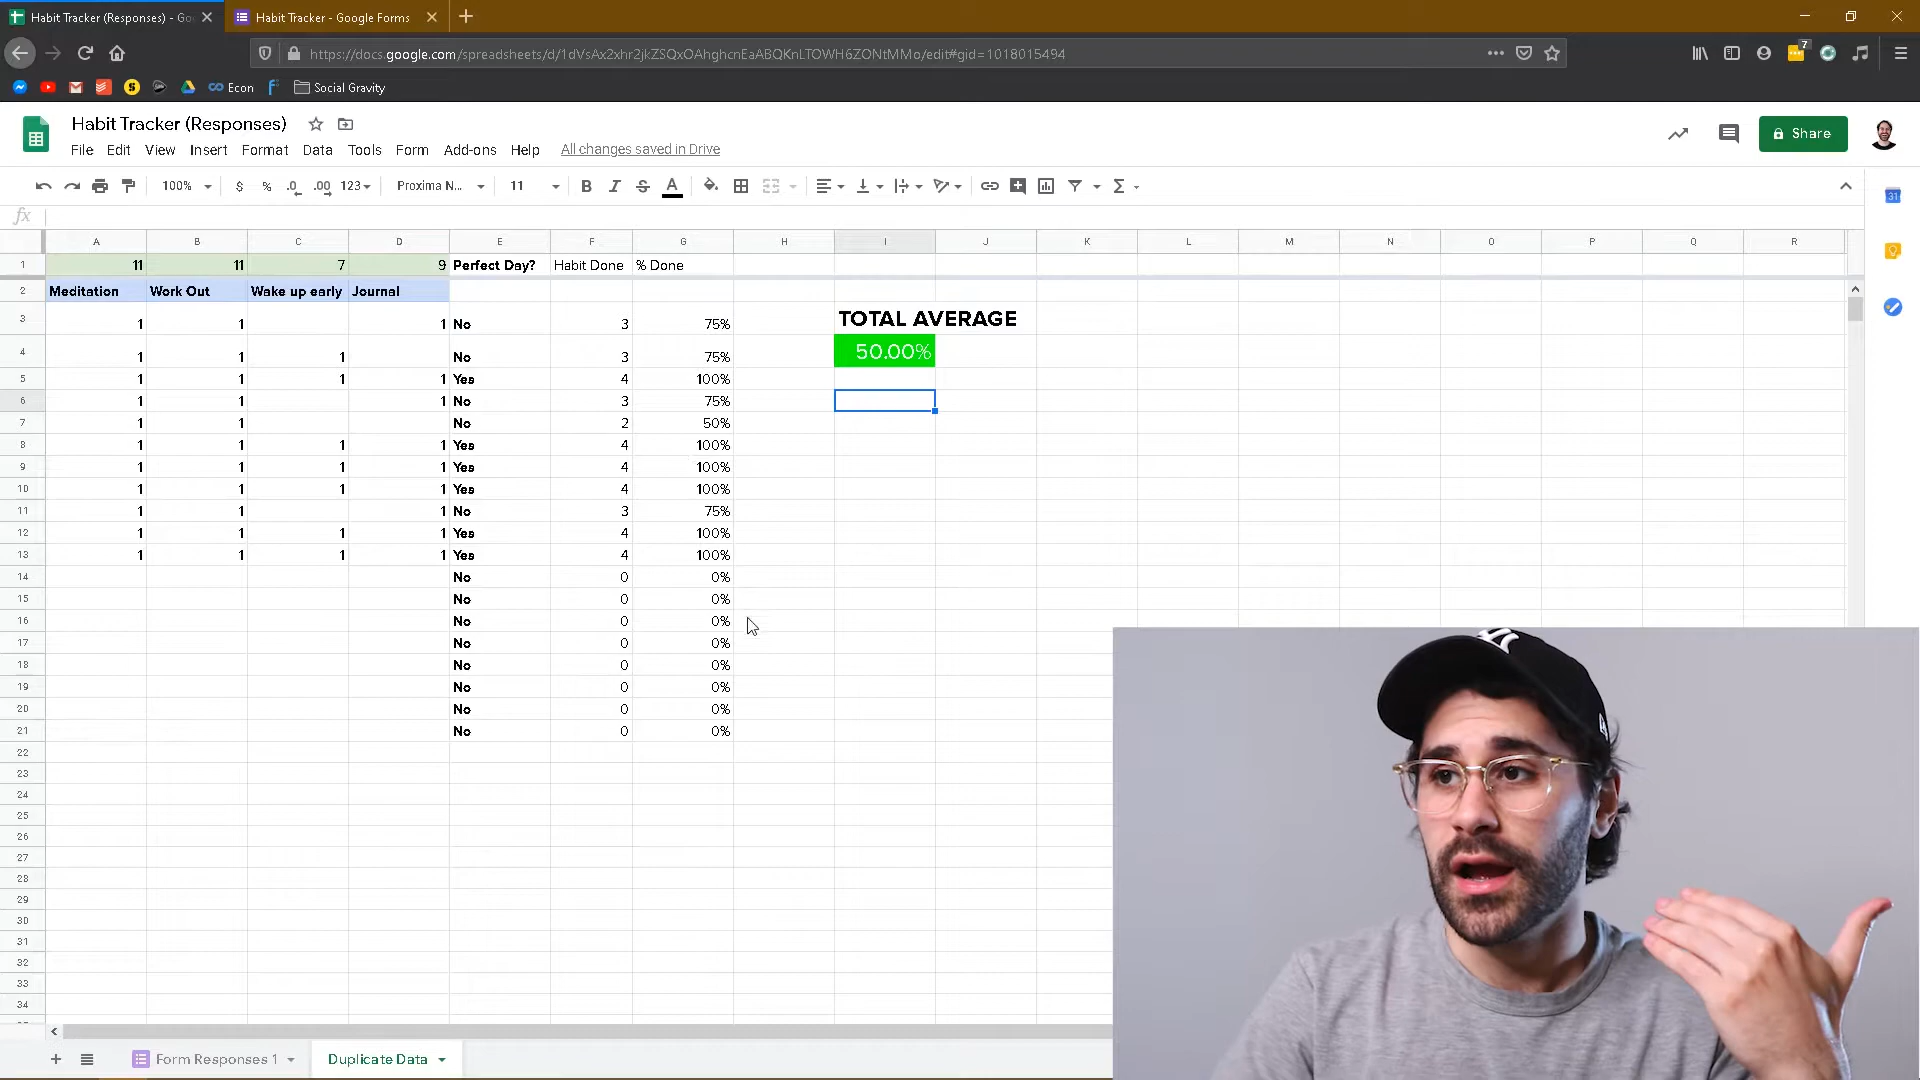 Habit Tracker (Responses) - Go
Habit Tracker - Google Forms
https://docs.google.com/spreadsheets/d/1dVsAx2xhr2jkZSQxOAhghcnEaABQKnLTOWH6ZONtMMo/edit#gid=1018015494
7
Econ
Social Gravity
Habit Tracker (Responses)
File Edit View Insert Format Data Tools Form Add-ons Help All changes saved in Drive
Share
100% $ % .0 .00 123 Proxima N... 11 B I S A
31
fx
A B C D E F G H I J K L M N O P Q R
1 11 11 7 9 Perfect Day? Habit Done % Done
2 Meditation Work Out Wake up early Journal
TOTAL AVERAGE
3 1 1 1 No 3 75%
50.00%
4 1 1 1 No 3 75%
5 1 1 1 1 Yes 4 100%
6 1 1 1 No 3 75%
7 1 1 No 2 50%
8 1 1 1 1 Yes 4 100%
9 1 1 1 1 Yes 4 100%
10 1 1 1 1 Yes 4 100%
11 1 1 1 No 3 75%
12 1 1 1 1 Yes 4 100%
13 1 1 1 1 Yes 4 100%
14 No 0 0%
15 No 0 0%
16 No 0 0%
17 No 0 0%
18 No 0 0%
19 No 0 0%
20 No 0 0%
21 No 0 0%
22
23
24
25
26
27
28
29
30
31
32
33
34
Form Responses 1 Duplicate Data